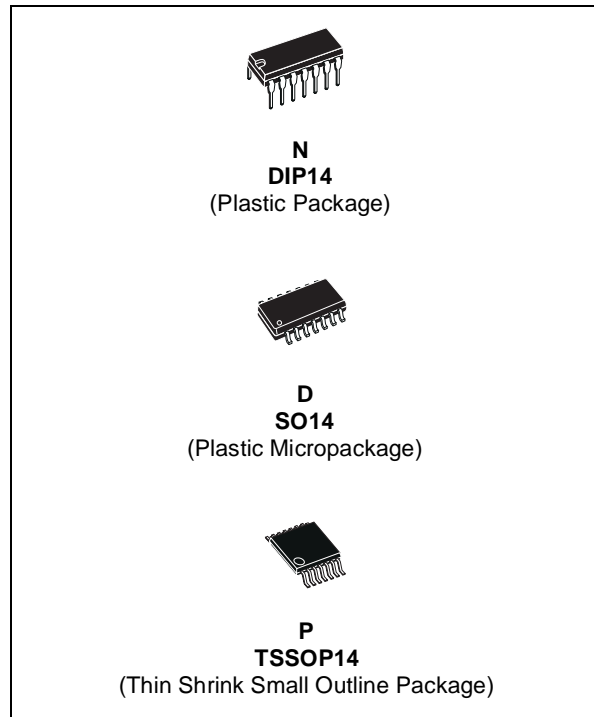 N
DIP14
(Plastic Package)
D
SO14
(Plastic Micropackage)
P
TSSOP14
(Thin Shrink Small Outline Package)